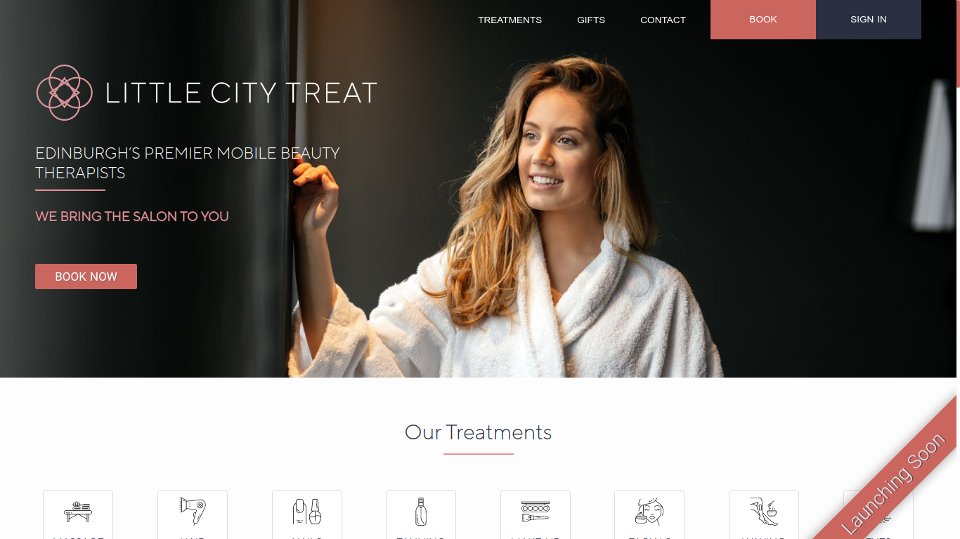 TREATMENTS GIFTS CONTACT BOOK SIGN IN
LITTLE CITY TREAT
EDINBURGH'S PREMIER MOBILE BEAUTY
THERAPISTS
WE BRING THE SALON TO YOU
BOOK NOW
Our Treatments
Launching Soon